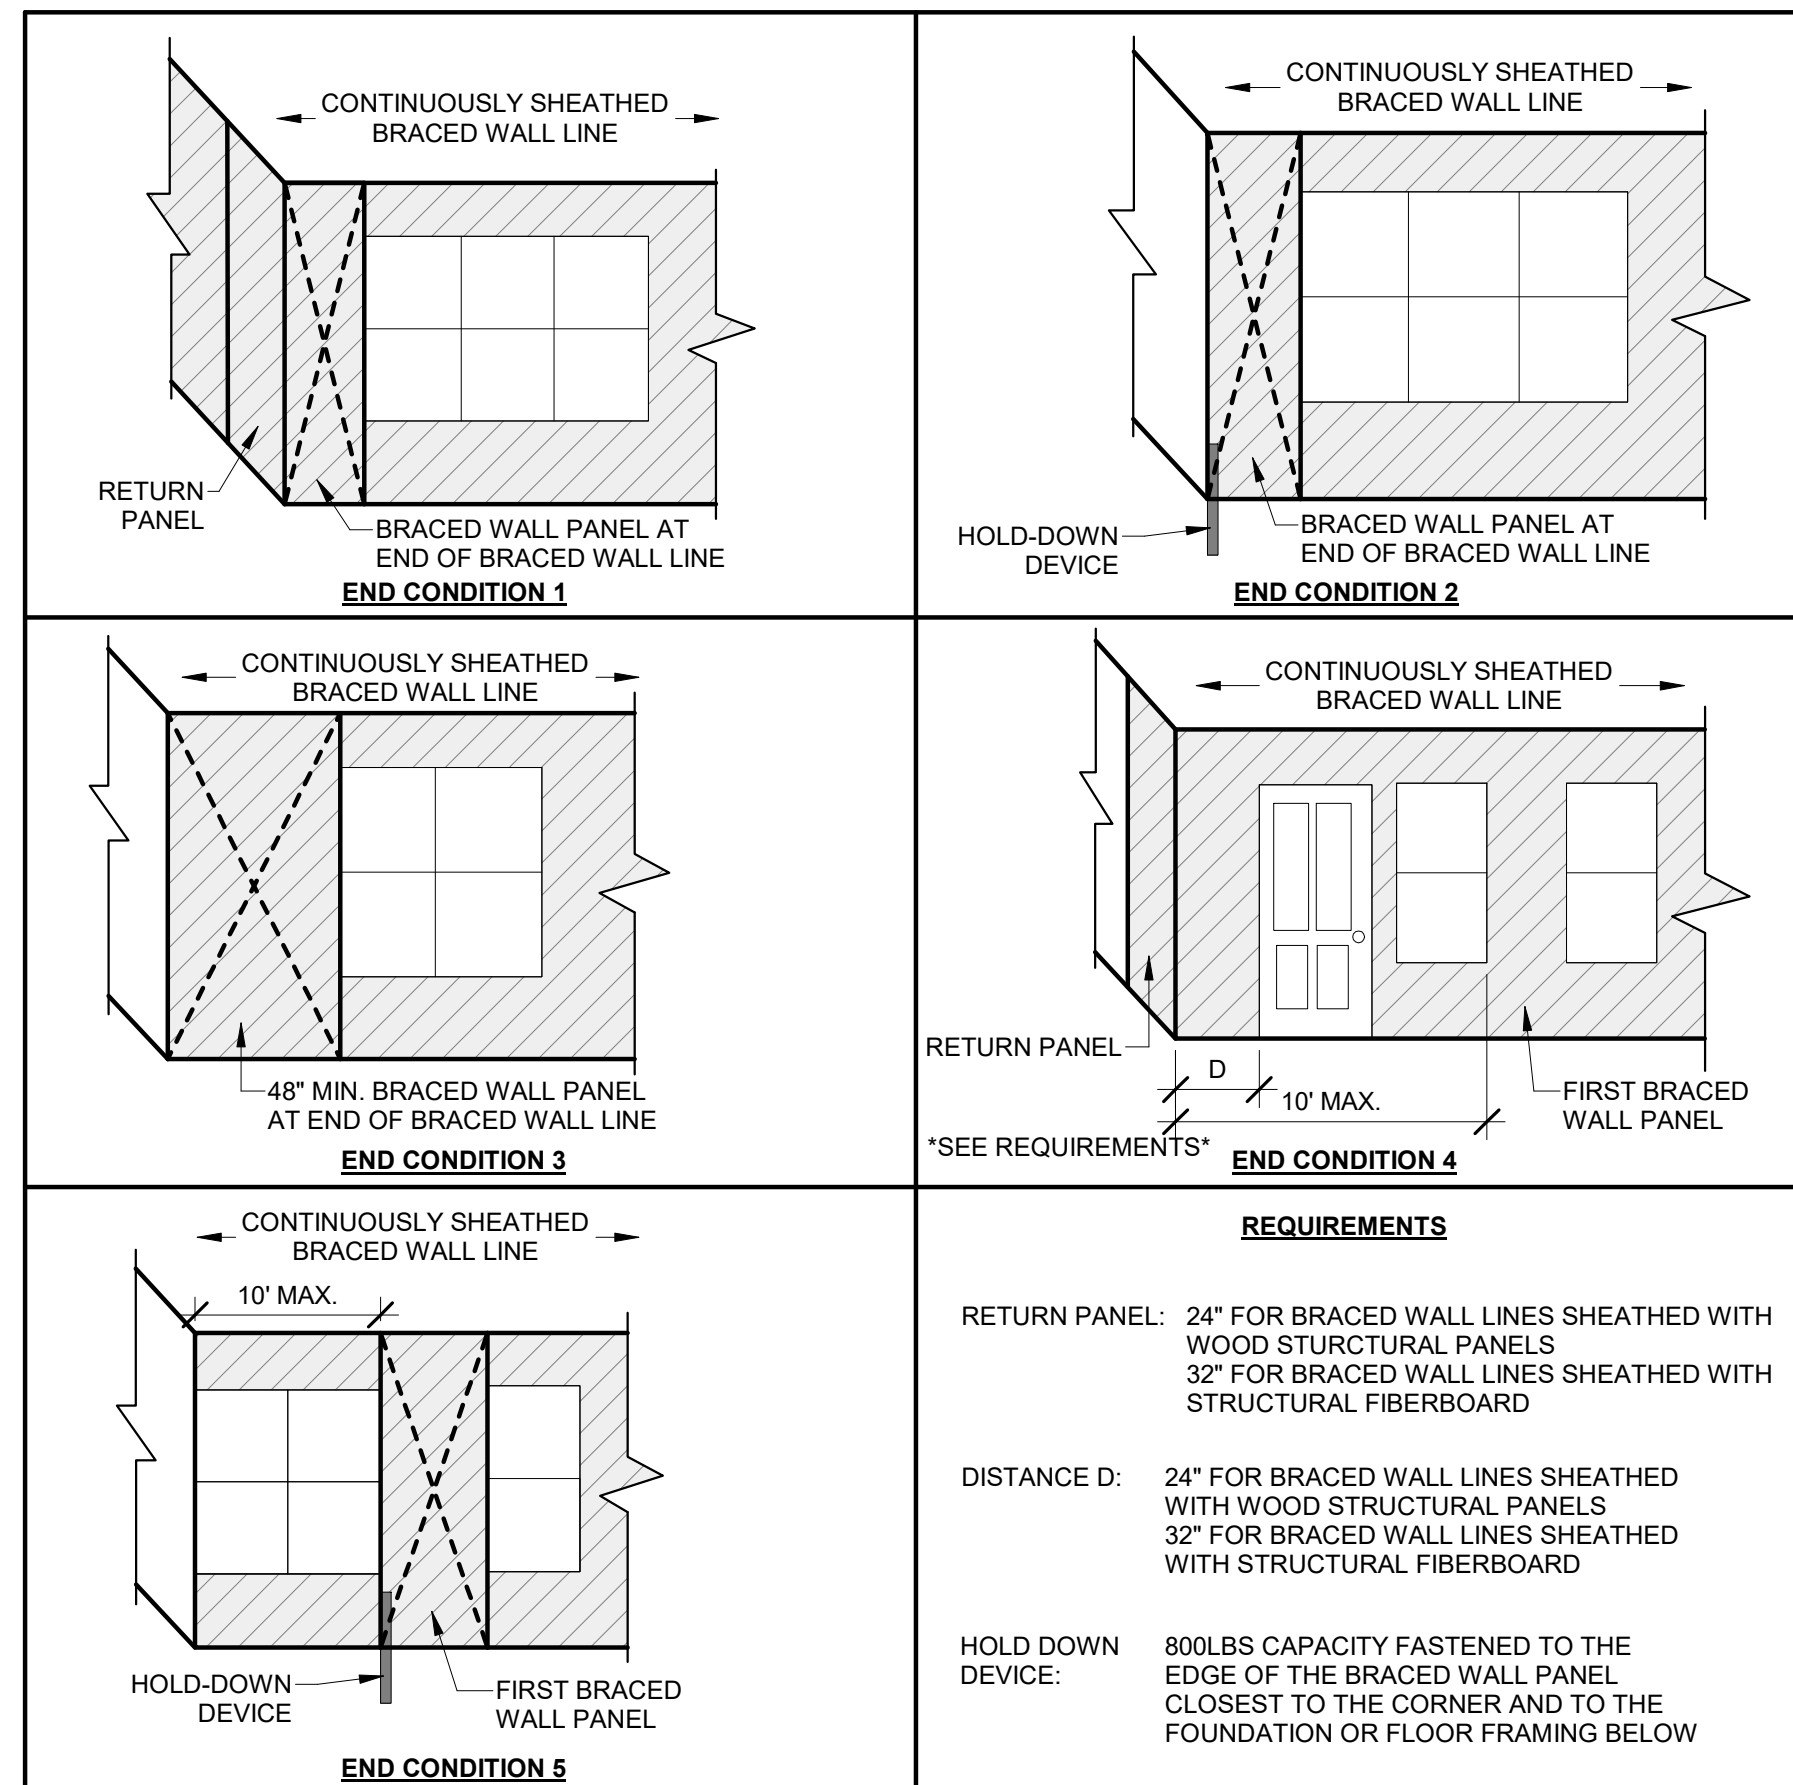 CONTINUOUSLY SHEATHED
BRACED WALL LINE
RETURN
PANEL
BRACED WALL PANEL AT
END OF BRACED WALL LINE
END CONDITION 1
CONTINUOUSLY SHEATHED
BRACED WALL LINE
HOLD-DOWN
DEVICE
BRACED WALL PANEL AT
END OF BRACED WALL LINE
END CONDITION 2
CONTINUOUSLY SHEATHED
BRACED WALL LINE
48" MIN. BRACED WALL PANEL
AT END OF BRACED WALL LINE
END CONDITION 3
CONTINUOUSLY SHEATHED
BRACED WALL LINE
RETURN PANEL
D
10' MAX.
FIRST BRACED
WALL PANEL
*SEE REQUIREMENTS*
END CONDITION 4
CONTINUOUSLY SHEATHED
BRACED WALL LINE
10' MAX.
HOLD-DOWN
DEVICE
FIRST BRACED
WALL PANEL
END CONDITION 5
REQUIREMENTS
RETURN PANEL: 24" FOR BRACED WALL LINES SHEATHED WITH
WOOD STURCTURAL PANELS
32" FOR BRACED WALL LINES SHEATHED WITH
STRUCTURAL FIBERBOARD
DISTANCE D: 24" FOR BRACED WALL LINES SHEATHED
WITH WOOD STRUCTURAL PANELS
32" FOR BRACED WALL LINES SHEATHED
WITH STRUCTURAL FIBERBOARD
HOLD DOWN 800LBS CAPACITY FASTENED TO THE
DEVICE: EDGE OF THE BRACED WALL PANEL
CLOSEST TO THE CORNER AND TO THE
FOUNDATION OR FLOOR FRAMING BELOW